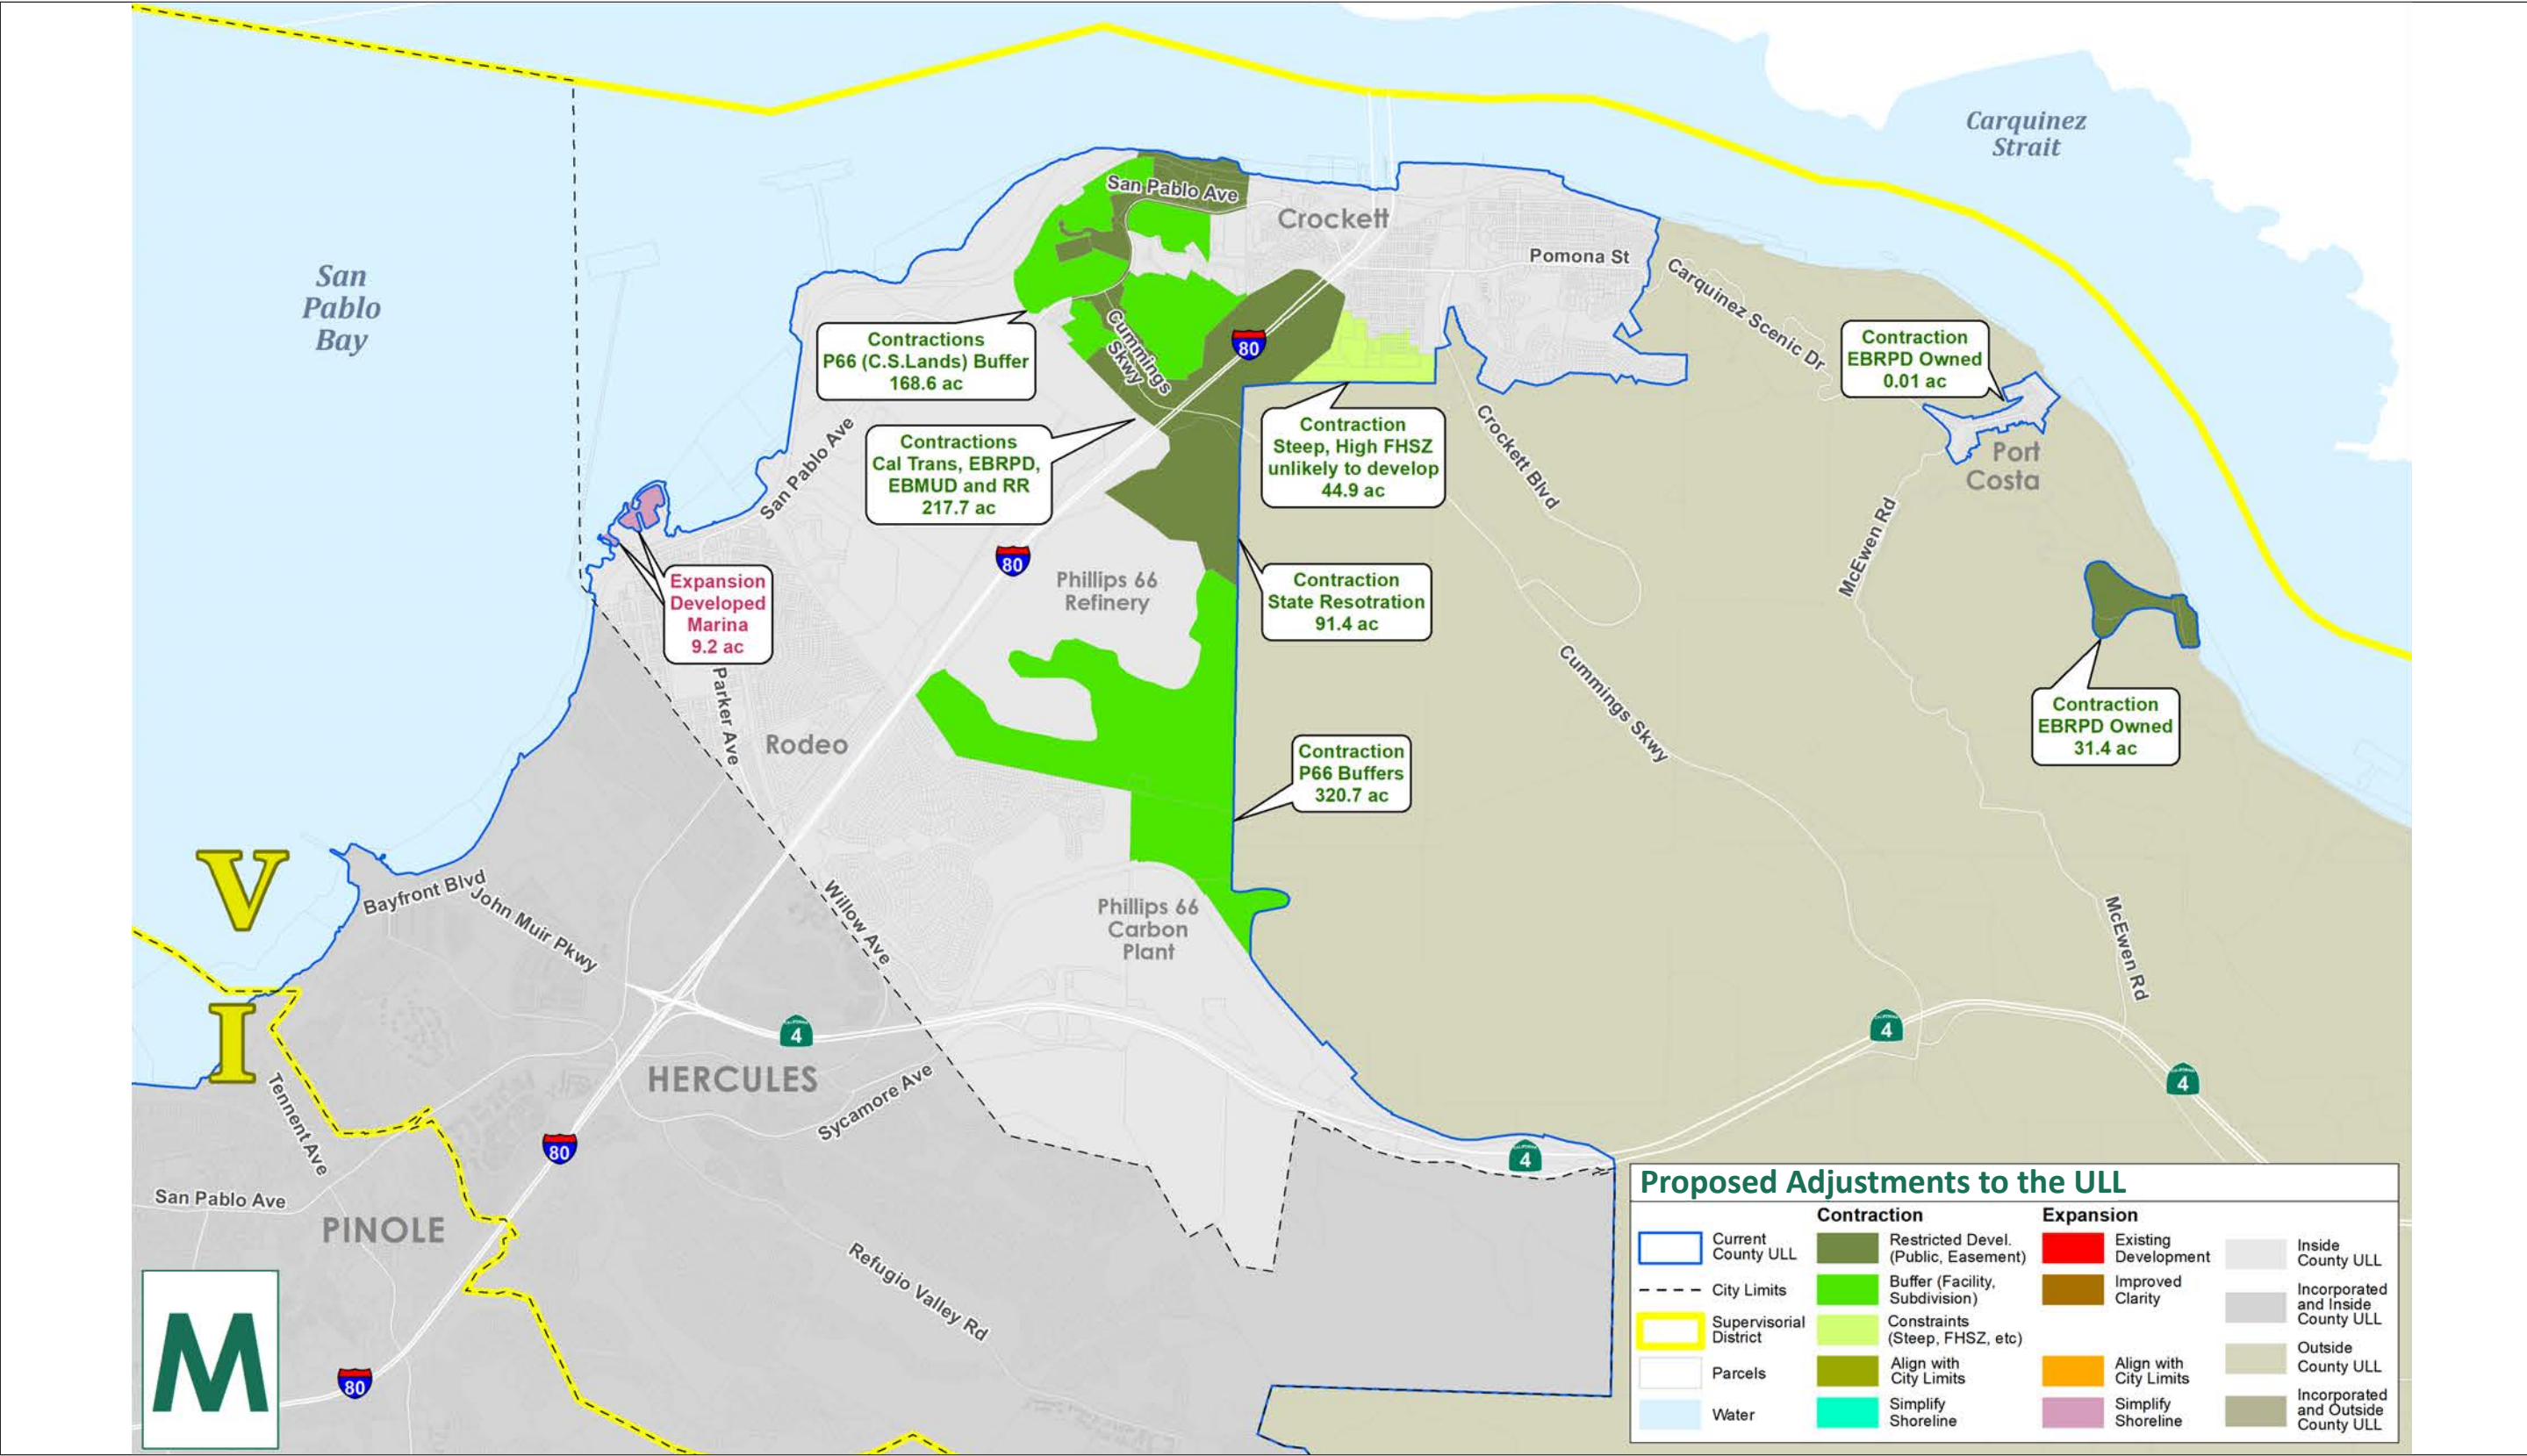 Carquinez
Strait
San Pablo Ave
Crockett
Pomona St
San
Pablo
Bay
Carquinez Scenic Dr
Contractions
P66 (C.S.Lands) Buffer
168.6 ac
Cummings
Skwy
80
Contraction
EBRPD Owned
0.01 ac
Contractions
Cal Trans, EBRPD,
EBMUD and RR
217.7 ac
Contraction
Steep, High FHSZ
unlikely to develop
44.9 ac
Crockett Blvd
Port
Costa
San Pablo Ave
McEwen Rd
80
Expansion
Developed
Marina
9.2 ac
Phillips 66
Refinery
Contraction
State Resotration
91.4 ac
Cummings Skwy
Contraction
EBRPD Owned
31.4 ac
Parker Ave
Rodeo
Contraction
P66 Buffers
320.7 ac
V
I
Bayfront Blvd
John Muir Pkwy
Willow Ave
Phillips 66
Carbon
Plant
McEwen Rd
4
4
4
4
HERCULES
Sycamore Ave
Tennent Ave
80
San Pablo Ave
PINOLE
Refugio Valley Rd
M
80
Proposed Adjustments to the ULL
Current
County ULL
City Limits
Supervisorial
District
Parcels
Water
Contraction
Restricted Devel.
(Public, Easement)
Buffer (Facility,
Subdivision)
Constraints
(Steep, FHSZ, etc)
Align with
City Limits
Simplify
Shoreline
Expansion
Existing
Development
Improved
Clarity
Align with
City Limits
Simplify
Shoreline
Inside
County ULL
Incorporated
and Inside
County ULL
Outside
County ULL
Incorporated
and Outside
County ULL